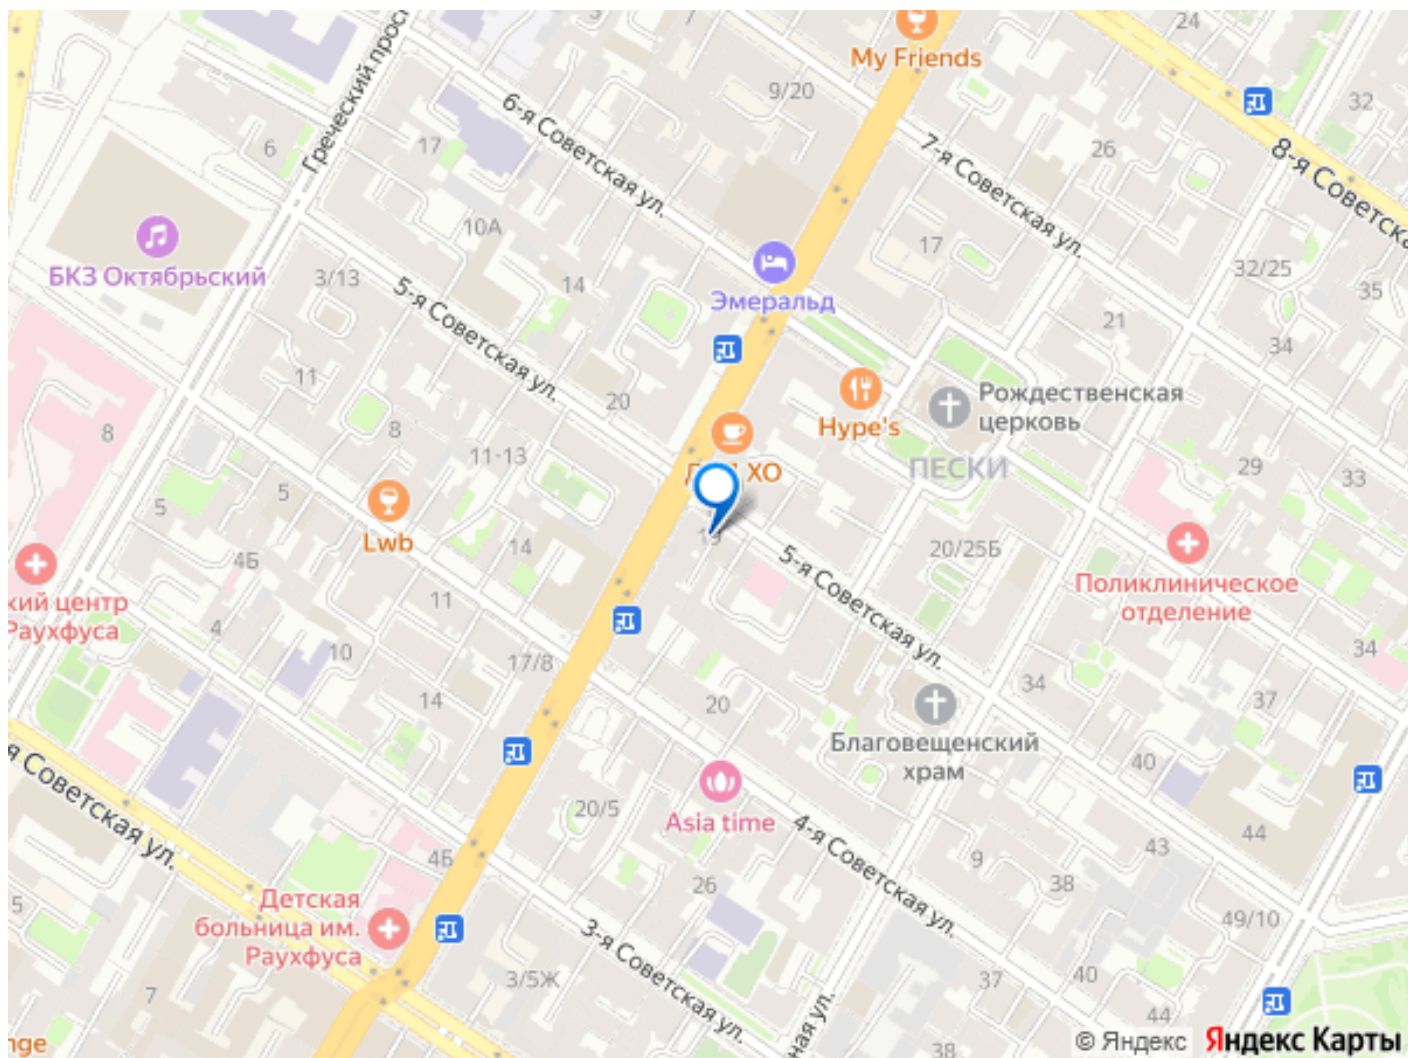 My Friends
24
9/20
32
Греческий прос
6-я Советская ул.
7-я Советская ул.
8-я Советска
6
17
26
10А
БКЗ Октябрьский
3/13
14
17
32/25
35
5-я Советская ул.
Эмеральд
21
34
11
20
Hype's
Рождественская
церковь
8
8
11-13
ХО
ПЕСКИ
29
33
5
5
Lwb
14
4Б
20/25Б
5-я Советская ул.
Поликлиническое
отделение
кий центр
Раухфуса
11
4
10
17/8
34
34
37
14
20
Благовещенский
храм
40
я Советская ул.
20/5
Asia time
4-я Советская ул.
44
43
4Б
9
38
26
5
Детская
больница им.
Раухфуса
49/10
3-я Советская ул.
3/5Ж
37
40
7
44
ная ул.
38
nge
© Яндекс
Яндекс Карты